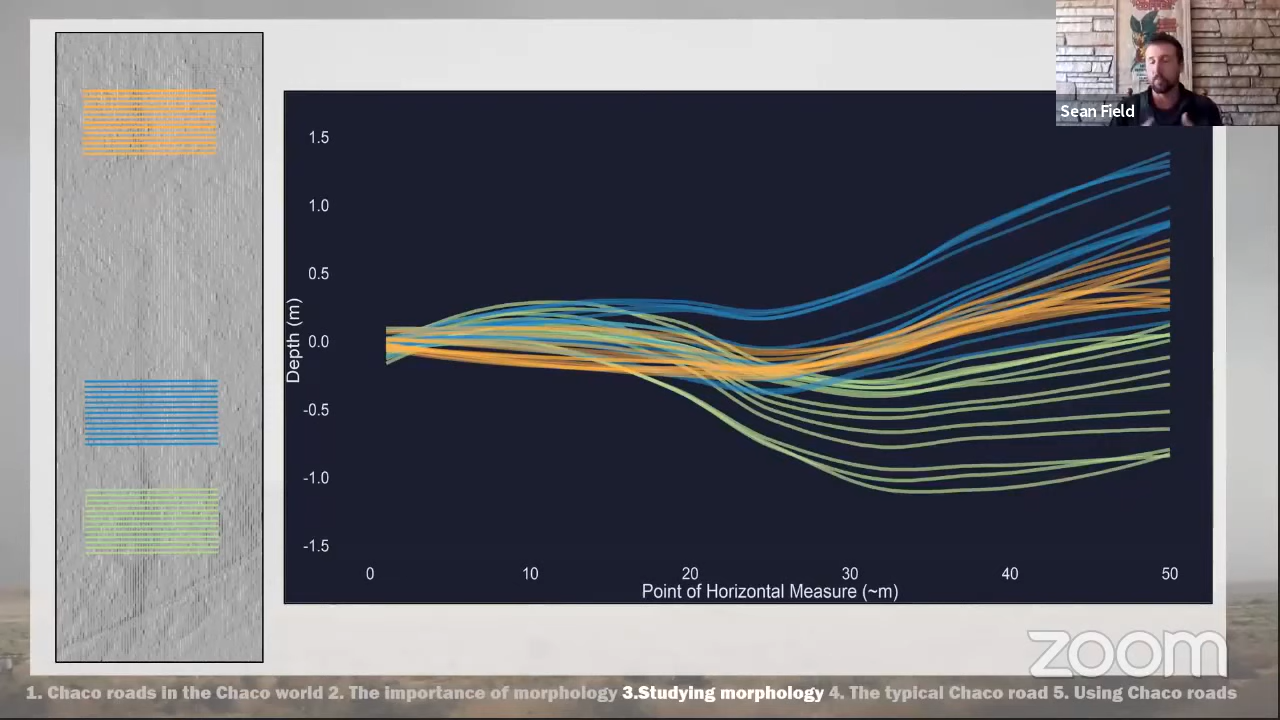 Sean Field
1.5
1.0
0.5
0.0
-0.5
-1.0
-1.5
Depth (m)
0 10 20 30 40 50
Point of Horizontal Measure (~m)
zoom
1. Chaco roads in the Chaco world 2. The importance of morphology 3.Studying morphology 4. The typical Chaco road 5. Using Chaco roads